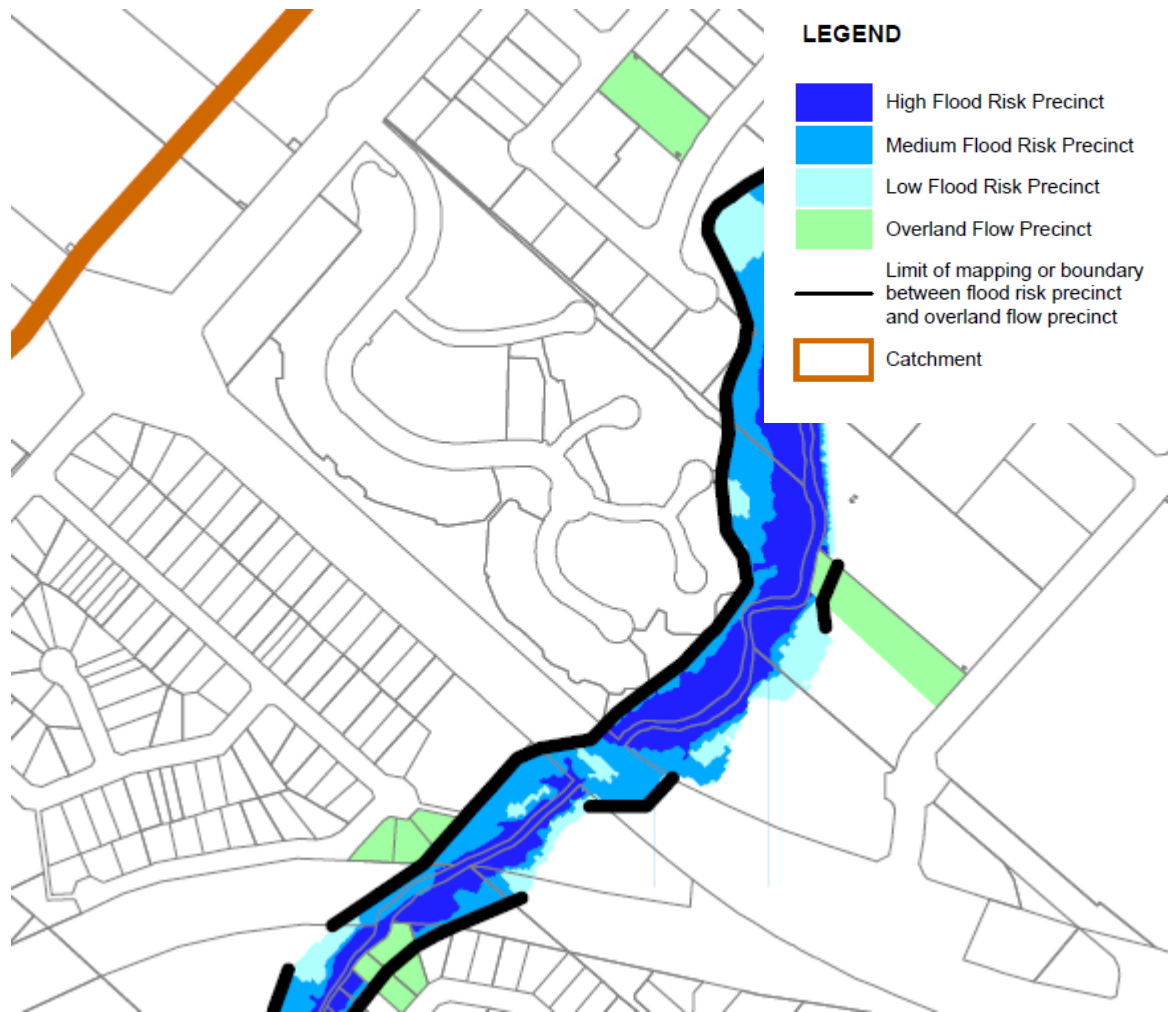 LEGEND
High Flood Risk Precinct
Medium Flood Risk Precinct
Low Flood Risk Precinct
Overland Flow Precinct
Limit of mapping or boundary
between flood risk precinct
and overland flow precinct
Catchment